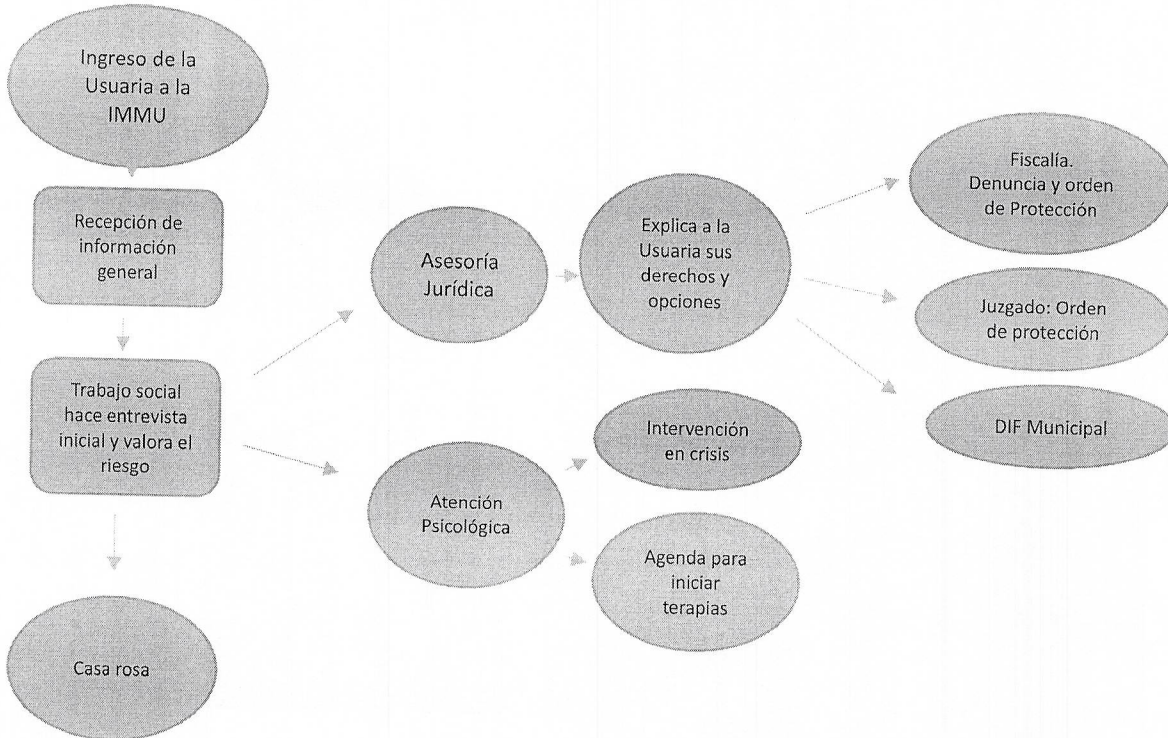 Ingreso de la
Usuaria a la
IMMU
Recepción de
información
general
Trabajo social
hace entrevista
inicial y valora el
riesgo
Casa rosa
Asesoría
Jurídica
Explica a la
Usuaria sus
derechos y
opciones
Fiscalía.
Denuncia y orden
de Protección
Juzgado: Orden
de protección
DIF Municipal
Atención
Psicológica
Intervención
en crisis
Agenda para
iniciar
terapias